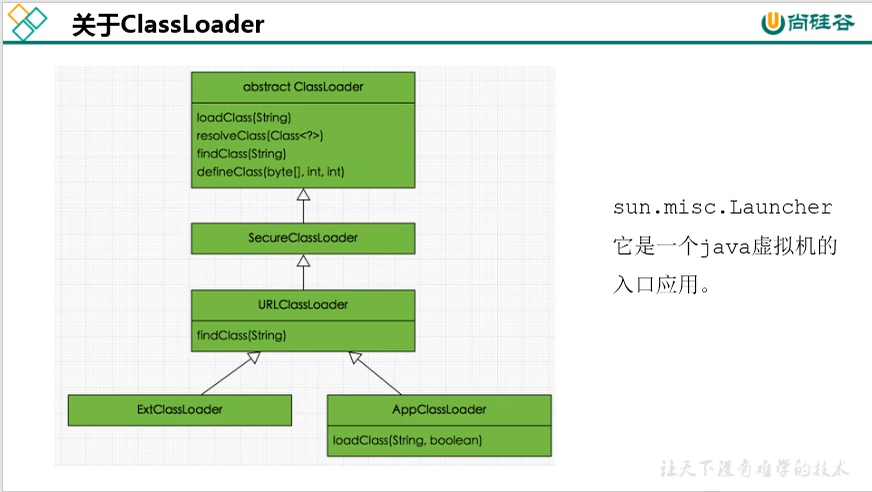 关于ClassLoader
尚硅谷
abstract ClassLoader
loadClass(String)
resolveClass(Class<?>)
findClass(String)
defineClass(byte[], int, int)
SecureClassLoader
URLClassLoader
findClass(String)
ExtClassLoader
AppClassLoader
loadClass(String, boolean)
sun.misc.Launcher
它是一个java虚拟机的
入口应用。
让天下没有难学的技术